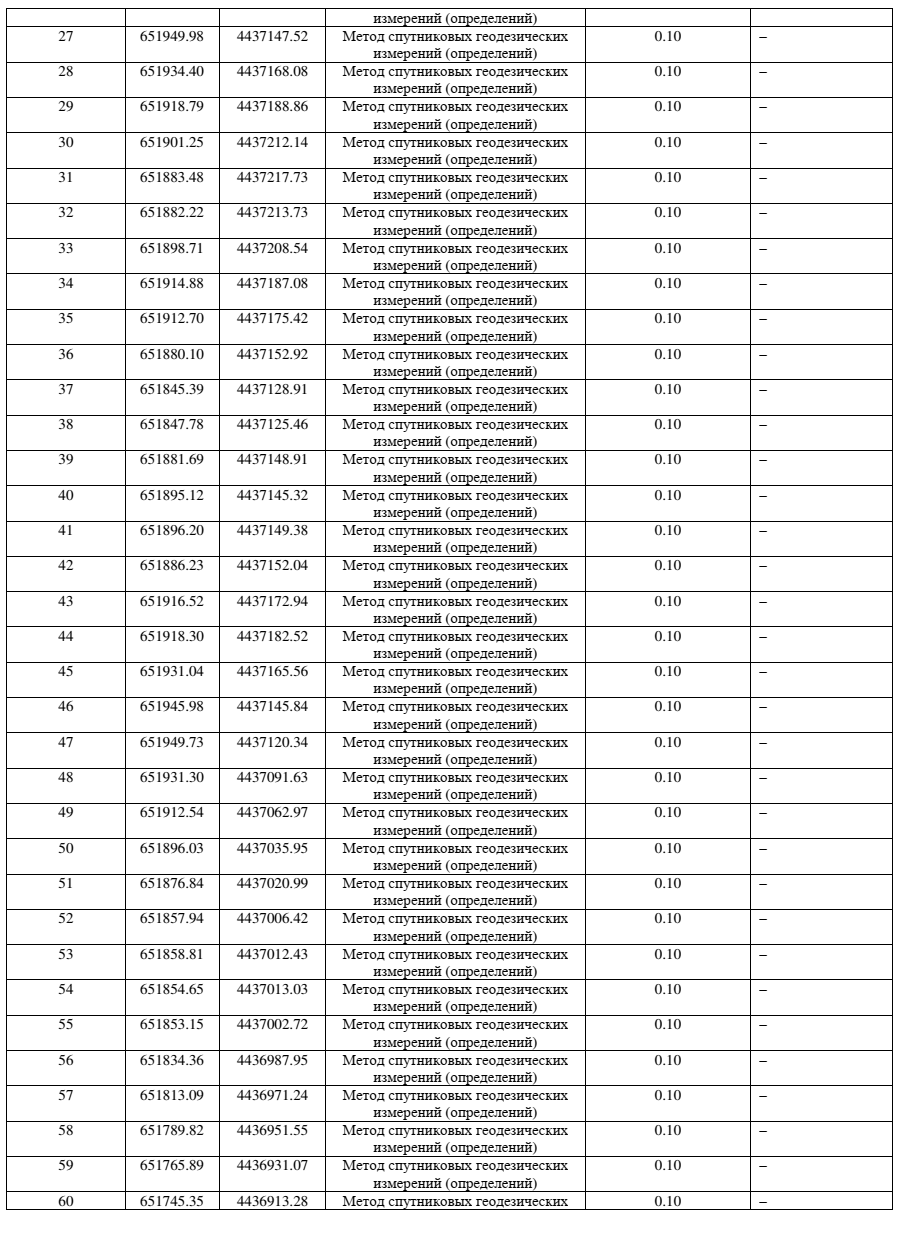 измерений (определений)
27 651949.98 4437147.52 Метод спутниковых геодезических 0.10 –
измерений (определений)
28 651934.40 4437168.08 Метод спутниковых геодезических 0.10 –
измерений (определений)
29 651918.79 4437188.86 Метод спутниковых геодезических 0.10 –
измерений (определений)
30 651901.25 4437212.14 Метод спутниковых геодезических 0.10 –
измерений (определений)
31 651883.48 4437217.73 Метод спутниковых геодезических 0.10 –
измерений (определений)
32 651882.22 4437213.73 Метод спутниковых геодезических 0.10 –
измерений (определений)
33 651898.71 4437208.54 Метод спутниковых геодезических 0.10 –
измерений (определений)
34 651914.88 4437187.08 Метод спутниковых геодезических 0.10 –
измерений (определений)
35 651912.70 4437175.42 Метод спутниковых геодезических 0.10 –
измерений (определений)
36 651880.10 4437152.92 Метод спутниковых геодезических 0.10 –
измерений (определений)
37 651845.39 4437128.91 Метод спутниковых геодезических 0.10 –
измерений (определений)
38 651847.78 4437125.46 Метод спутниковых геодезических 0.10 –
измерений (определений)
39 651881.69 4437148.91 Метод спутниковых геодезических 0.10 –
измерений (определений)
40 651895.12 4437145.32 Метод спутниковых геодезических 0.10 –
измерений (определений)
41 651896.20 4437149.38 Метод спутниковых геодезических 0.10 –
измерений (определений)
42 651886.23 4437152.04 Метод спутниковых геодезических 0.10 –
измерений (определений)
43 651916.52 4437172.94 Метод спутниковых геодезических 0.10 –
измерений (определений)
44 651918.30 4437182.52 Метод спутниковых геодезических 0.10 –
измерений (определений)
45 651931.04 4437165.56 Метод спутниковых геодезических 0.10 –
измерений (определений)
46 651945.98 4437145.84 Метод спутниковых геодезических 0.10 –
измерений (определений)
47 651949.73 4437120.34 Метод спутниковых геодезических 0.10 –
измерений (определений)
48 651931.30 4437091.63 Метод спутниковых геодезических 0.10 –
измерений (определений)
49 651912.54 4437062.97 Метод спутниковых геодезических 0.10 –
измерений (определений)
50 651896.03 4437035.95 Метод спутниковых геодезических 0.10 –
измерений (определений)
51 651876.84 4437020.99 Метод спутниковых геодезических 0.10 –
измерений (определений)
52 651857.94 4437006.42 Метод спутниковых геодезических 0.10 –
измерений (определений)
53 651858.81 4437012.43 Метод спутниковых геодезических 0.10 –
измерений (определений)
54 651854.65 4437013.03 Метод спутниковых геодезических 0.10 –
измерений (определений)
55 651853.15 4437002.72 Метод спутниковых геодезических 0.10 –
измерений (определений)
56 651834.36 4436987.95 Метод спутниковых геодезических 0.10 –
измерений (определений)
57 651813.09 4436971.24 Метод спутниковых геодезических 0.10 –
измерений (определений)
58 651789.82 4436951.55 Метод спутниковых геодезических 0.10 –
измерений (определений)
59 651765.89 4436931.07 Метод спутниковых геодезических 0.10 –
измерений (определений)
60 651745.35 4436913.28 Метод спутниковых геодезических 0.10 –